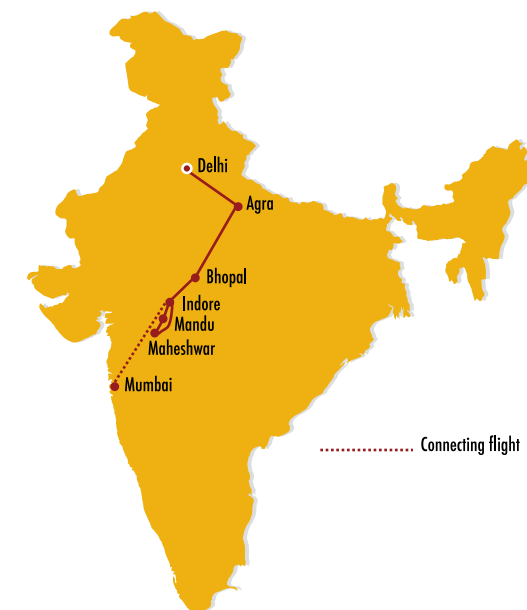 Delhi
Agra
Bhopal
Indore
Mandu
Maheshwar
Mumbai
Connecting flight